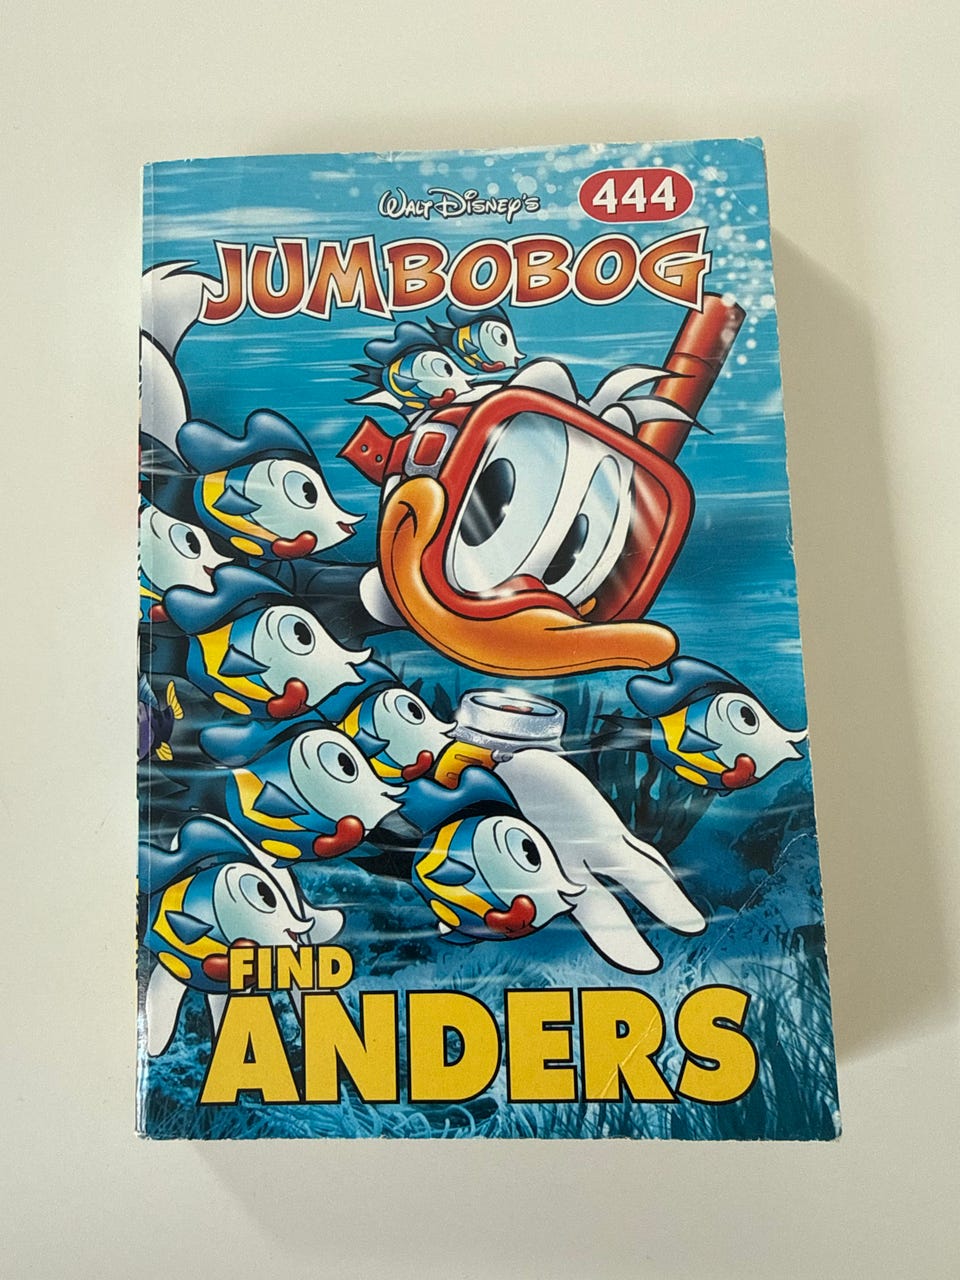 WALT DISNEY'S
444
JUMBOBOG
FIND
ANDERS